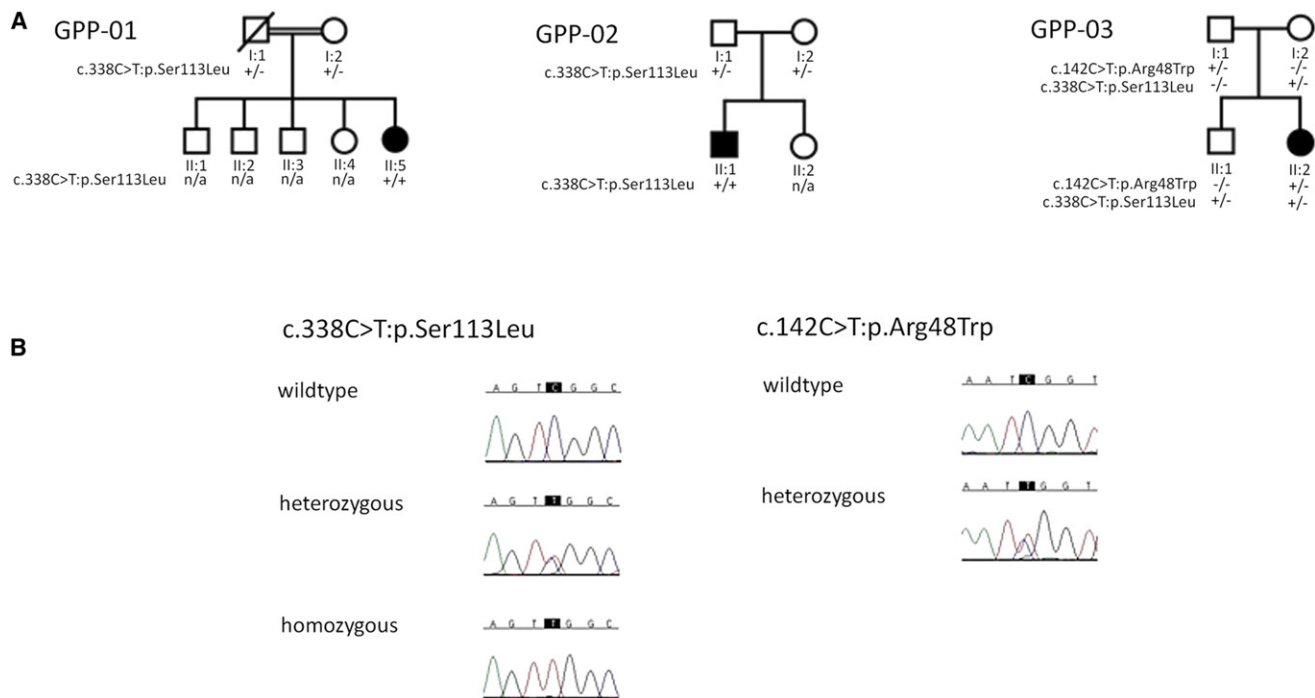 A
GPP-01
I:1 I:2
c.338C>T:p.Ser113Leu +/- +/-
II:1 II:2 II:3 II:4 II:5
c.338C>T:p.Ser113Leu n/a n/a n/a n/a +/+
GPP-02
I:1 I:2
c.338C>T:p.Ser113Leu +/- +/-
II:1 II:2
c.338C>T:p.Ser113Leu +/+ n/a
GPP-03
I:1 I:2
c.142C>T:p.Arg48Trp +/- -/-
c.338C>T:p.Ser113Leu -/- +/-
II:1 II:2
c.142C>T:p.Arg48Trp -/- +/-
c.338C>T:p.Ser113Leu +/- +/-
B
c.338C>T:p.Ser113Leu
wildtype
A G T C G G C
heterozygous
A G T T G G C
homozygous
A G T T G G C
c.142C>T:p.Arg48Trp
wildtype
A A T C G G T
heterozygous
A A T T G G T